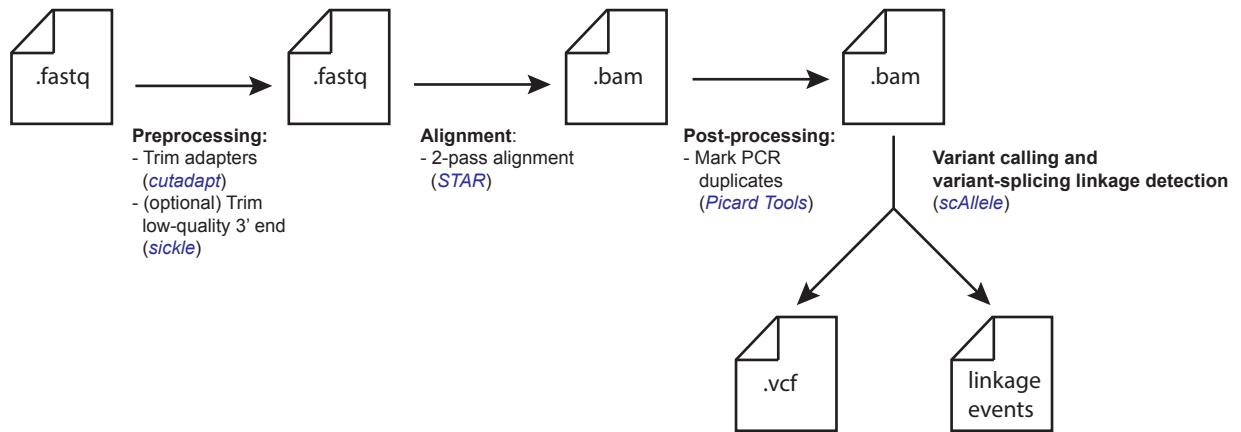 .fastq
.fastq
.bam
.bam
Preprocessing:
- Trim adapters
(cutadapt)
- (optional) Trim
low-quality 3’ end
(sickle)
Alignment:
- 2-pass alignment
(STAR)
Post-processing:
- Mark PCR
duplicates
(Picard Tools)
Variant calling and
variant-splicing linkage detection
(scAllele)
.vcf
linkage
events